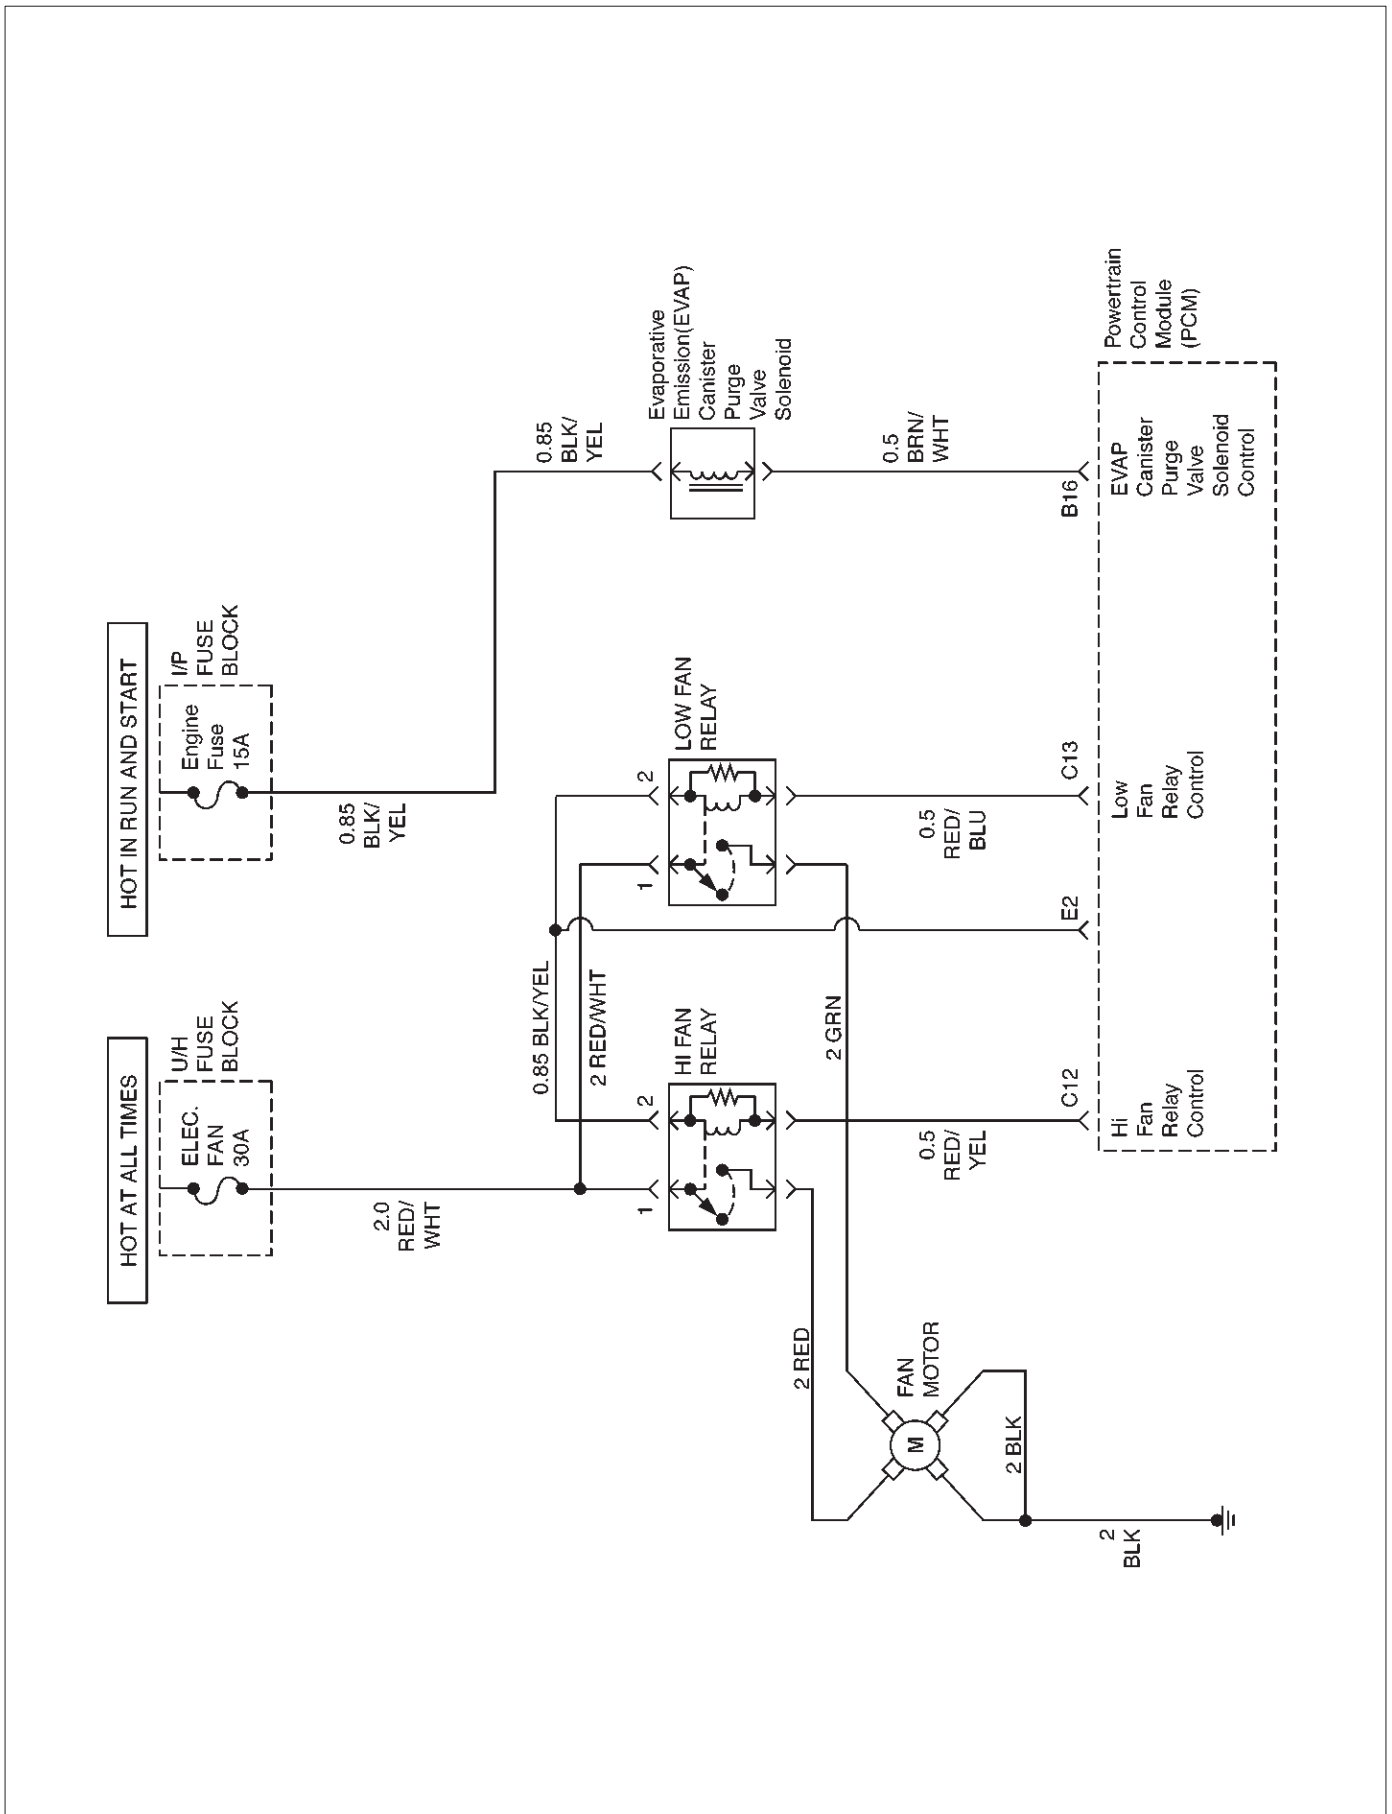 HOT AT ALL TIMES
ELEC.
FAN
30A
U/H
FUSE
BLOCK
HOT IN RUN AND START
Engine
Fuse
15A
I/P
FUSE
BLOCK
2.0
RED/
WHT
0.85
BLK/
YEL
0.85 BLK/YEL
2 RED/WHT
0.85
BLK/
YEL
1
2
HI FAN
RELAY
1
2
LOW FAN
RELAY
Evaporative
Emission(EVAP)
Canister
Purge
Valve
Solenoid
2 RED
2 GRN
0.5
RED/
YEL
0.5
RED/
BLU
0.5
BRN/
WHT
FAN
MOTOR
M
2 BLK
2
BLK
C12
E2
C13
B16
Hi
Fan
Relay
Control
Low
Fan
Relay
Control
EVAP
Canister
Purge
Valve
Solenoid
Control
Powertrain
Control
Module
(PCM)